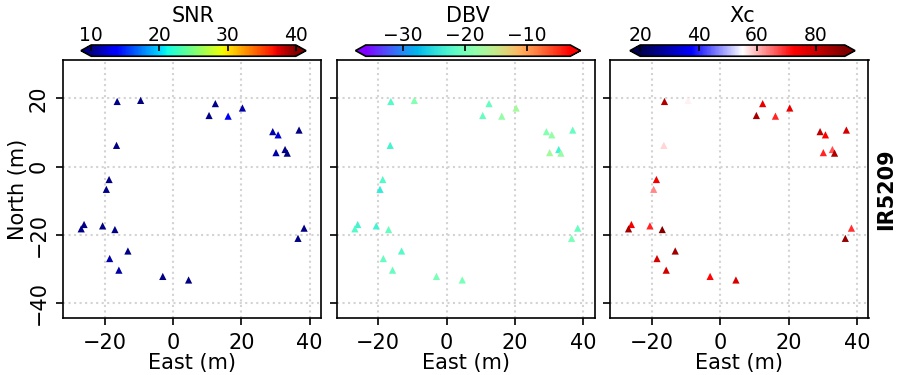 SNR DBV Xc
10 20 30 40 −30 −20 −10 20 40 60 80
20
0
−20
−40
North (m)
IR5209
−20 0 20 40 −20 0 20 40 −20 0 20 40
East (m) East (m) East (m)